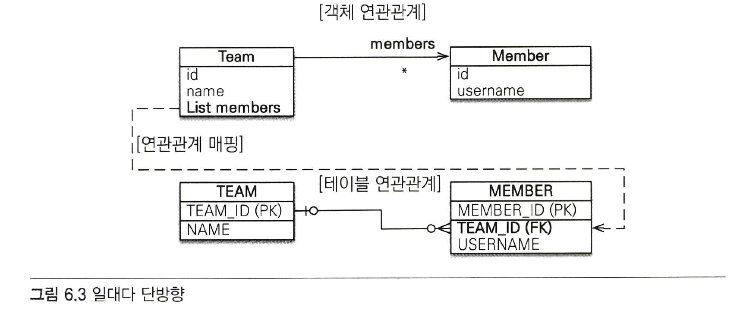 [객체 연관관계]
Team
id
name
List members
members
*
Member
id
username
[연관관계 매핑]
[테이블 연관관계]
TEAM
TEAM_ID (PK)
NAME
MEMBER
MEMBER_ID (PK)
TEAM_ID (FK)
USERNAME
그림 6.3 일대다 단방향